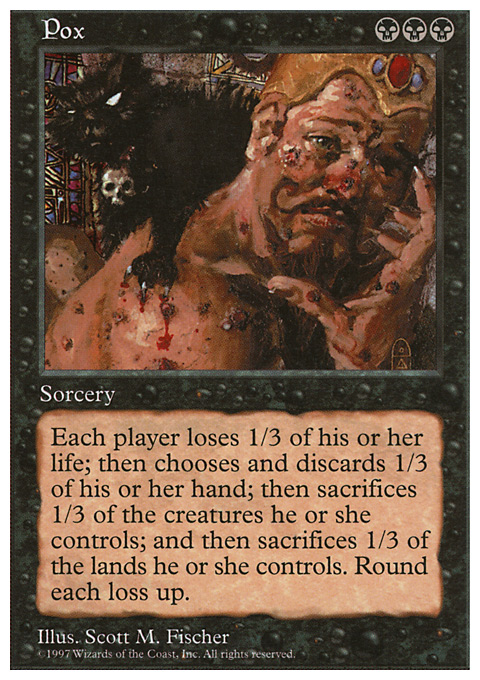 Pox
Sorcery
Each player loses 1/3 of his or her
life; then chooses and discards 1/3
of his or her hand; then sacrifices
1/3 of the creatures he or she
controls; and then sacrifices 1/3 of
the lands he or she controls. Round
each loss up.
Illus. Scott M. Fischer
©1997 Wizards of the Coast, Inc. All rights reserved.